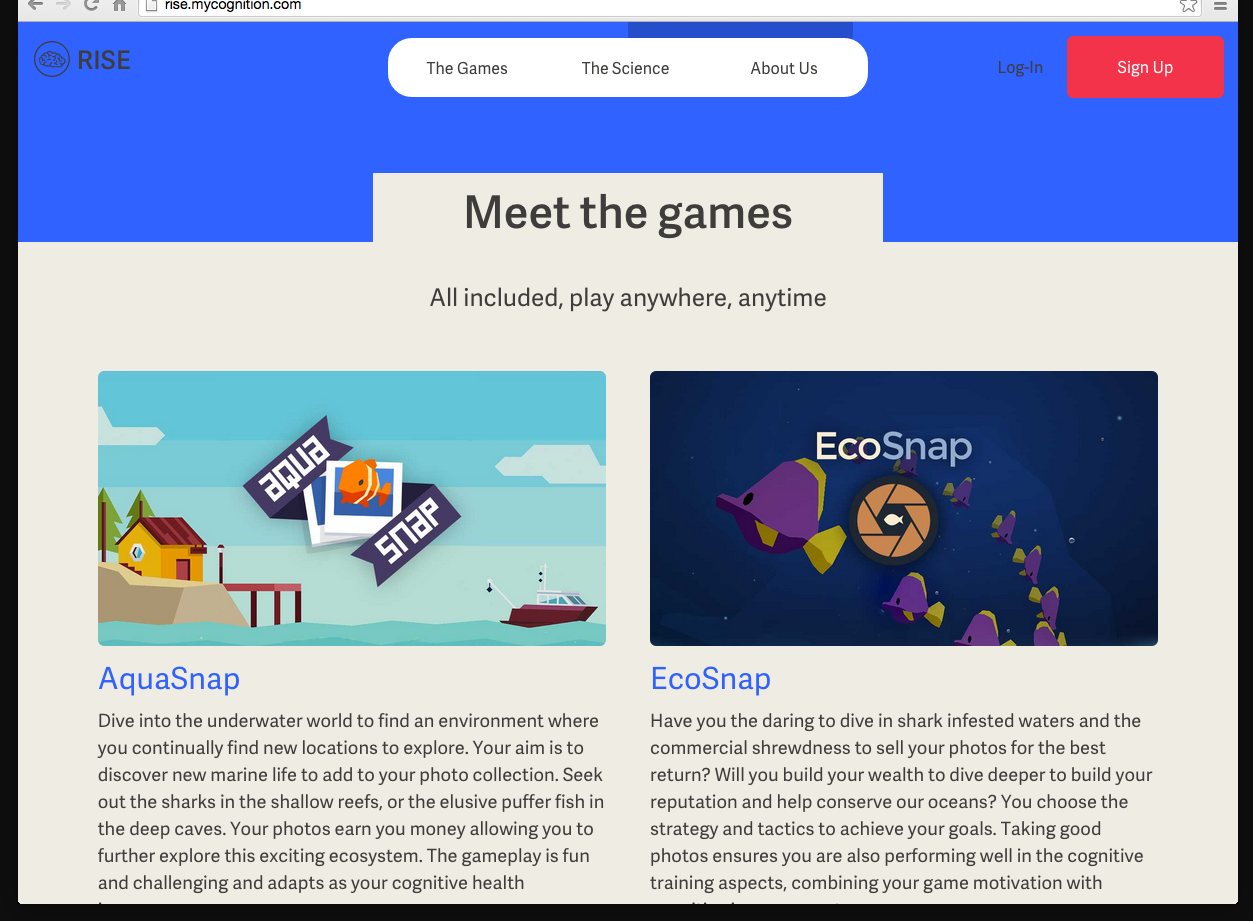 rise.mycognition.com
RISE
The Games
The Science
About Us
Log-In
Sign Up
Meet the games
All included, play anywhere, anytime
aqua
snap
EcoSnap
AquaSnap
Dive into the underwater world to find an environment where
you continually find new locations to explore. Your aim is to
discover new marine life to add to your photo collection. Seek
out the sharks in the shallow reefs, or the elusive puffer fish in
the deep caves. Your photos earn you money allowing you to
further explore this exciting ecosystem. The gameplay is fun
and challenging and adapts as your cognitive health
EcoSnap
Have you the daring to dive in shark infested waters and the
commercial shrewdness to sell your photos for the best
return? Will you build your wealth to dive deeper to build your
reputation and help conserve our oceans? You choose the
strategy and tactics to achieve your goals. Taking good
photos ensures you are also performing well in the cognitive
training aspects, combining your game motivation with